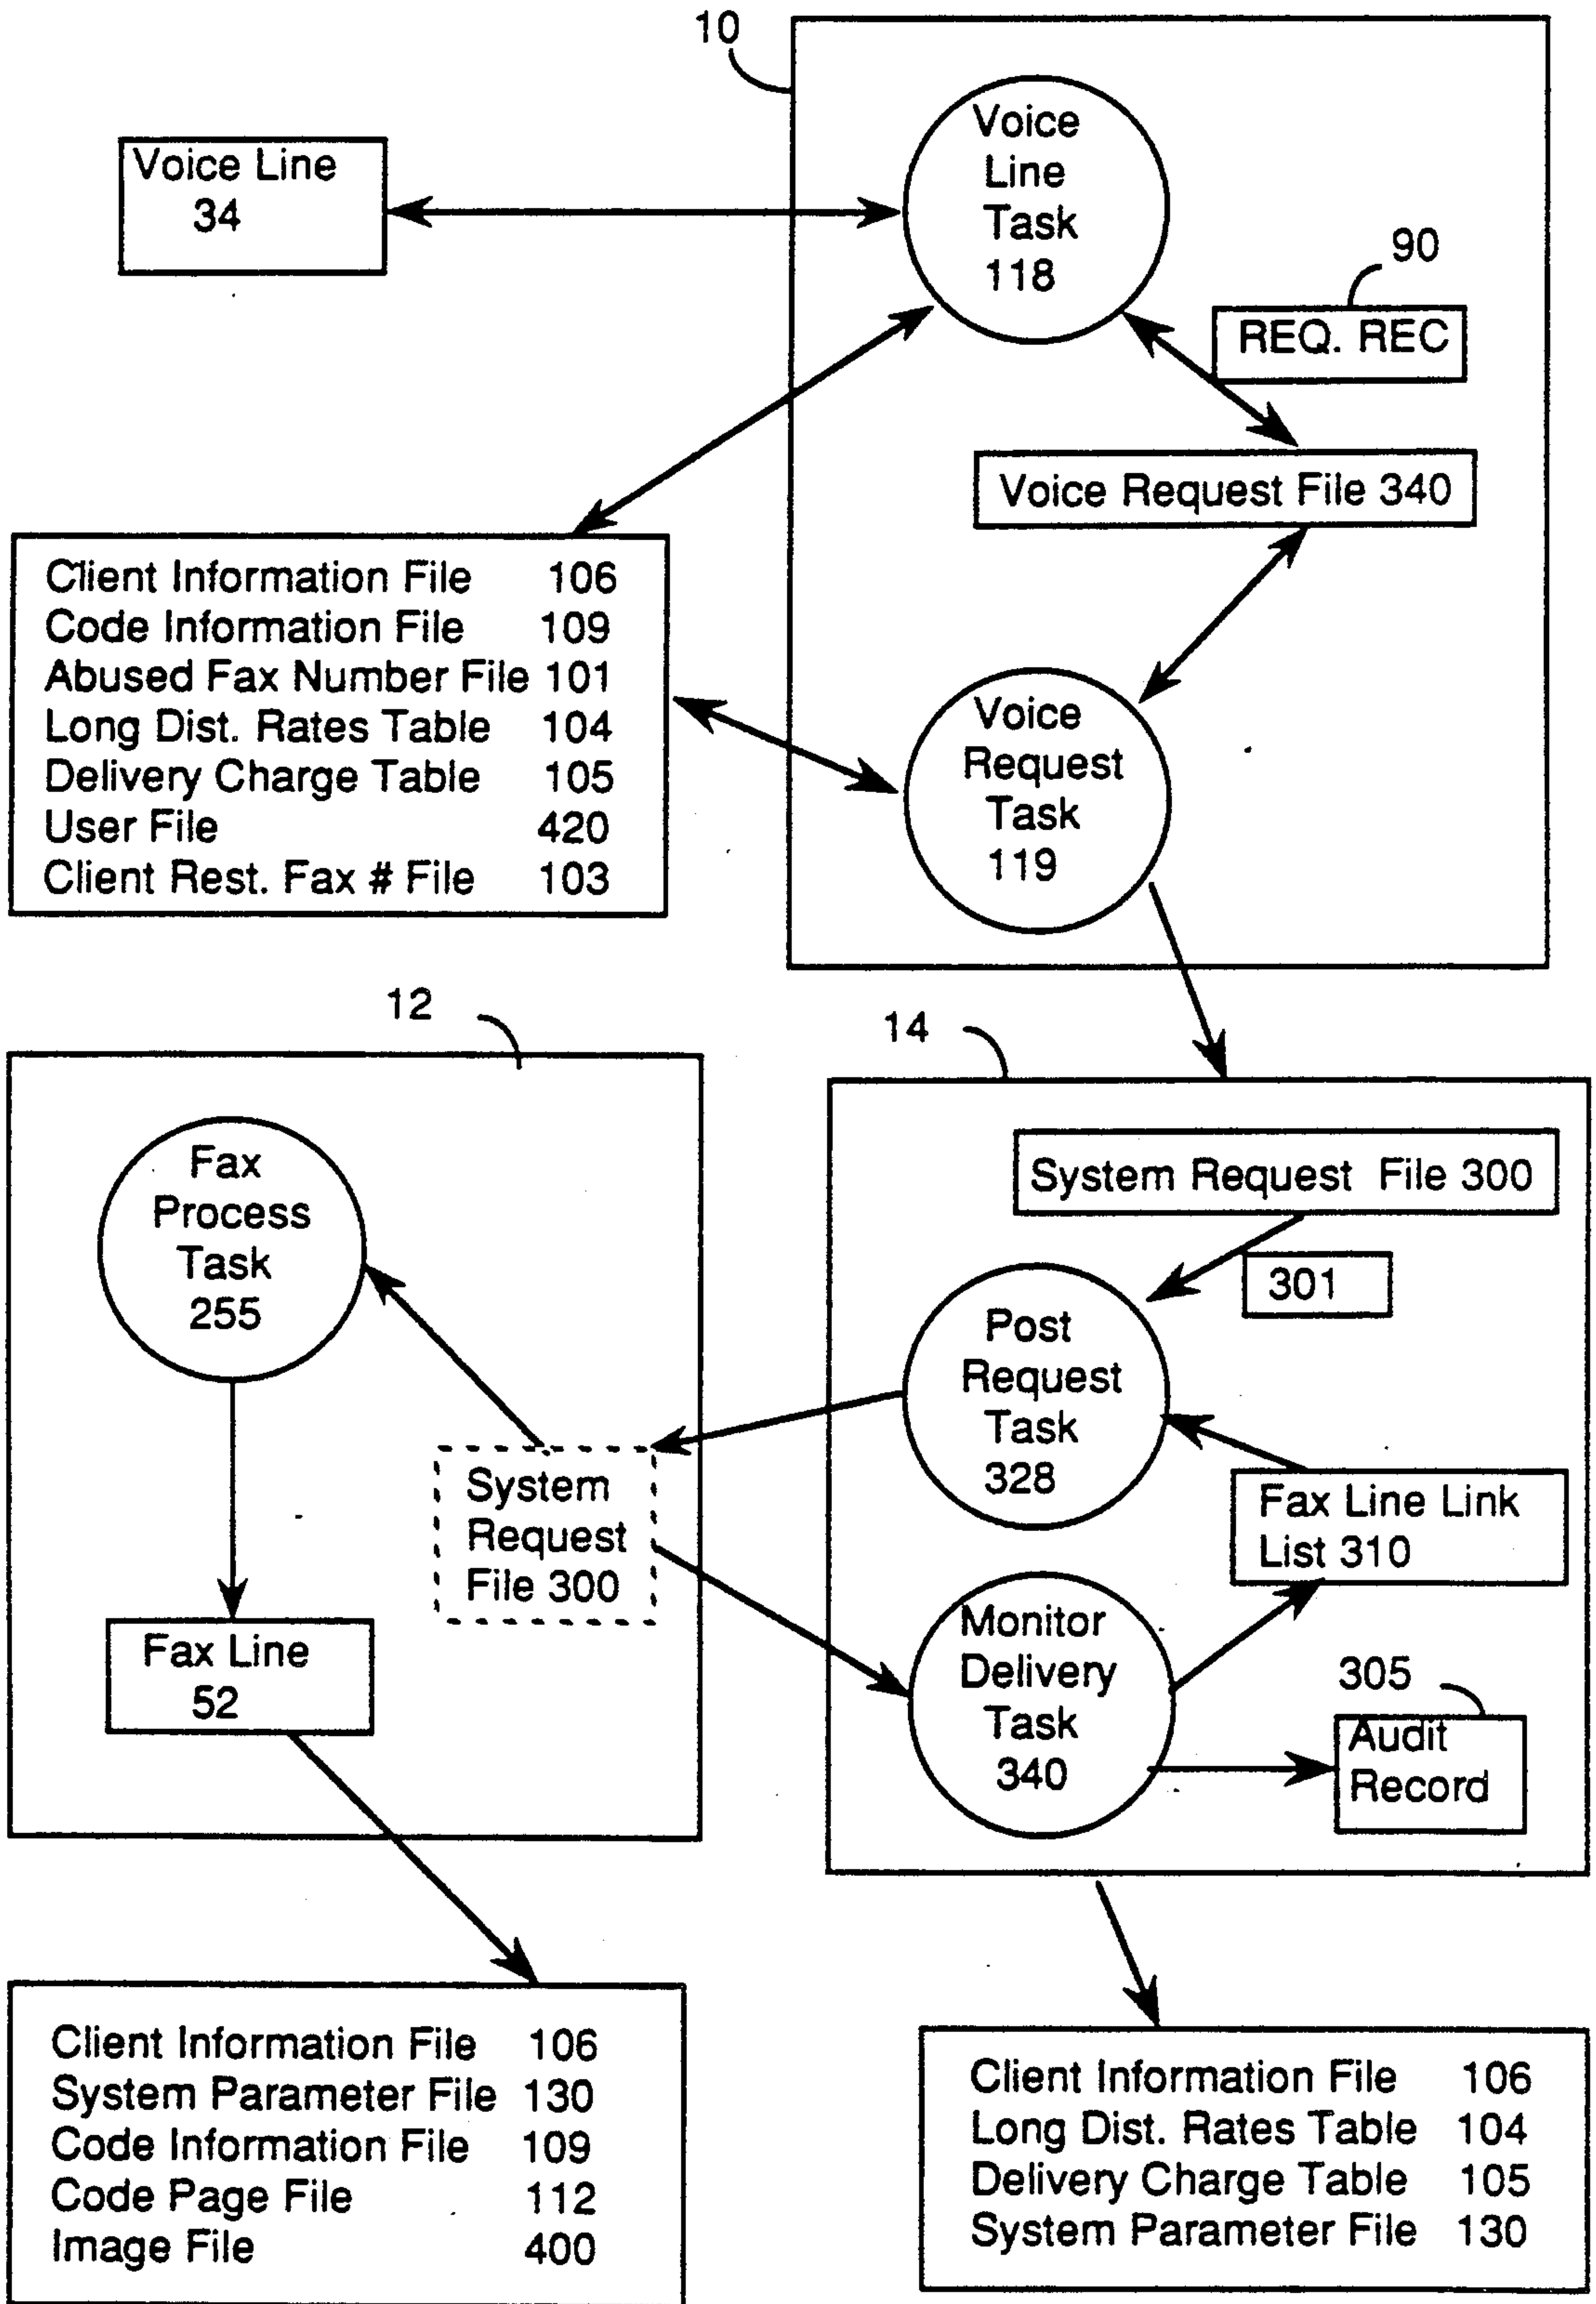 10
Voice
Line
Task
118
Voice Line
34
90
REQ. REC
Voice Request File 340
Client Information File 106
Code Information File 109
Abused Fax Number File 101
Long Dist. Rates Table 104
Delivery Charge Table 105
User File 420
Client Rest. Fax # File 103
Voice
Request
Task
119
12
14
Fax
Process
Task
255
System Request File 300
301
Post
Request
Task
328
System
Request
File 300
Fax Line Link
List 310
Fax Line
52
Monitor
Delivery
Task
340
305
Audit
Record
Client Information File 106
System Parameter File 130
Code Information File 109
Code Page File 112
Image File 400
Client Information File 106
Long Dist. Rates Table 104
Delivery Charge Table 105
System Parameter File 130